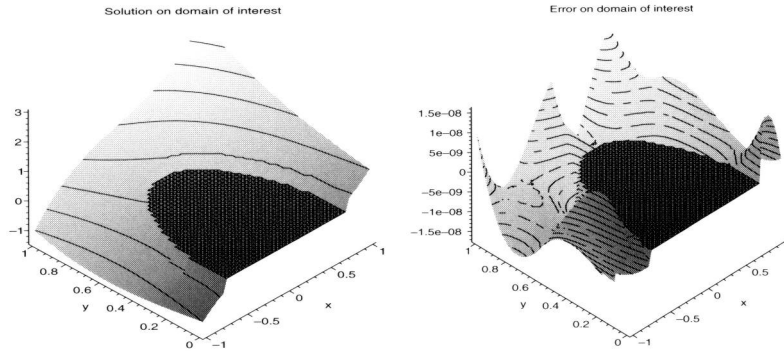 Solution on domain of interest
3
2
1
0
−1
1
0.8
0.6
y
0.4
0.2
0
−1
−0.5
0
x
0.5
1
Error on domain of interest
1.5e−08
1e−08
5e−09
0
−5e−09
−1e−08
−1.5e−08
1
0.8
0.6
y
0.4
0.2
0
−1
−0.5
0
x
0.5
1